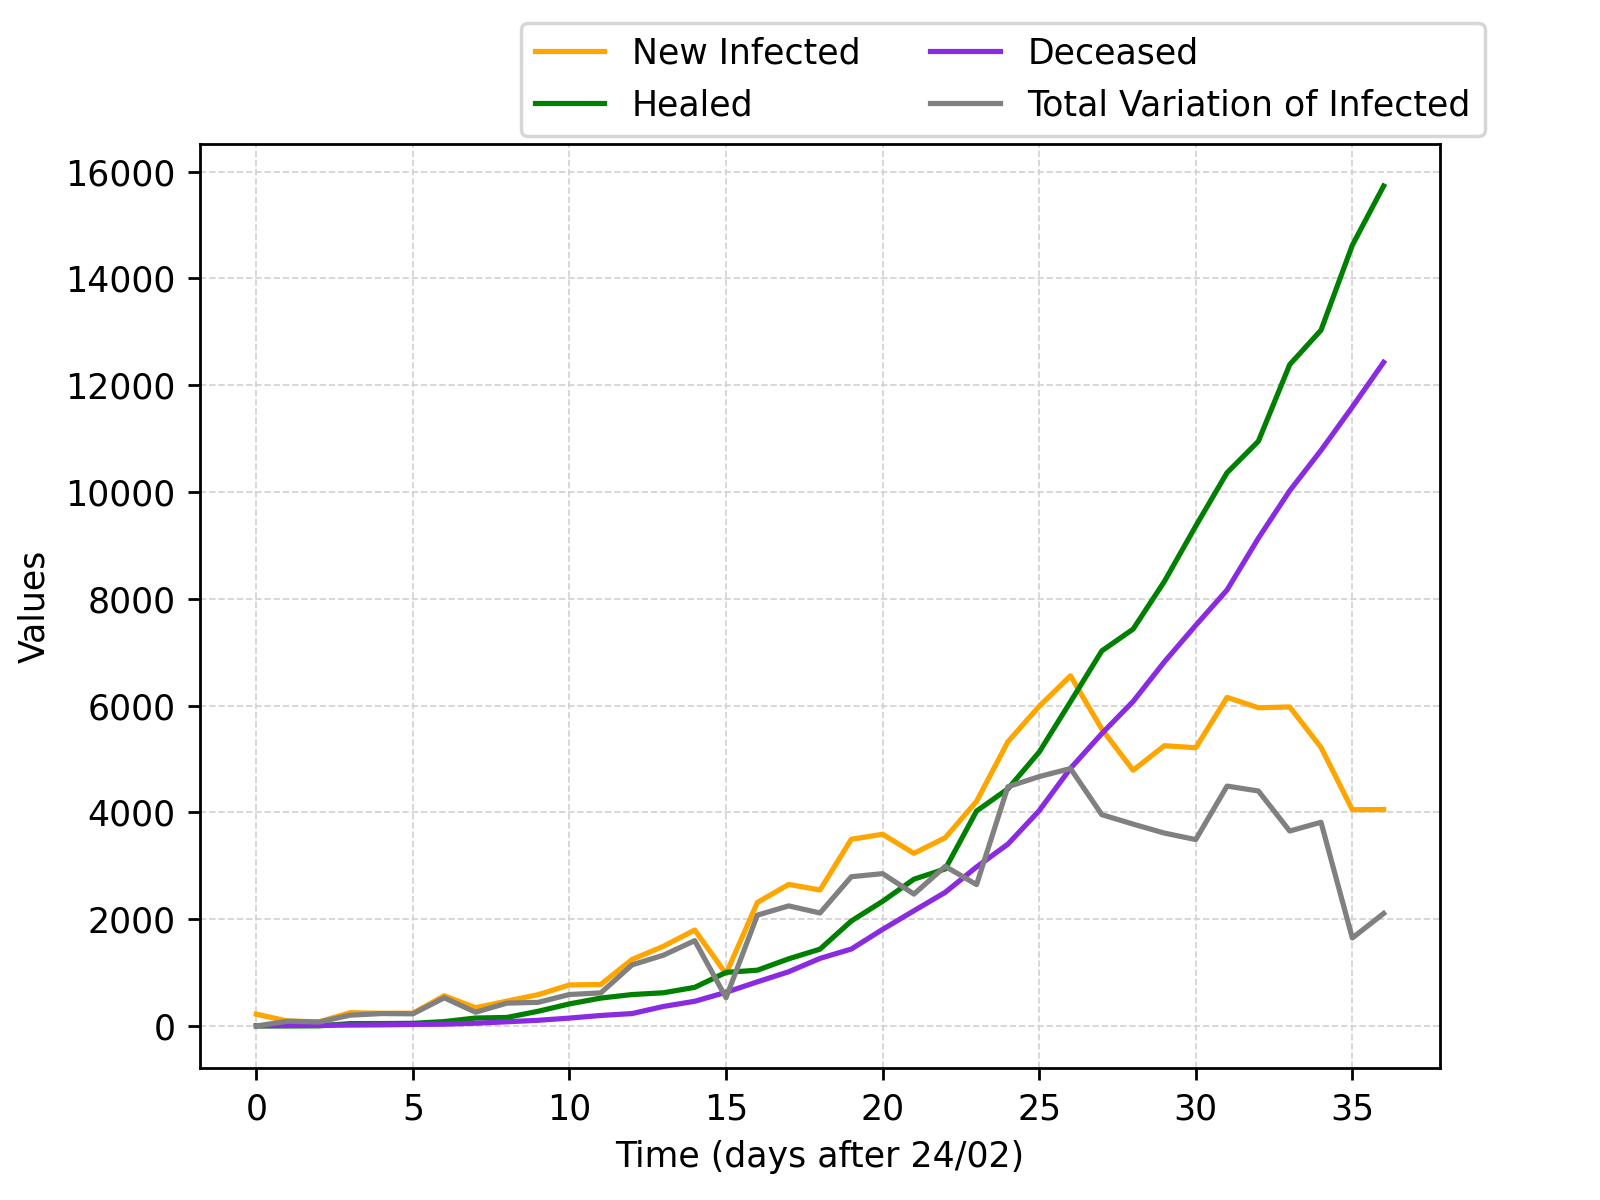 New Infected
Healed
Deceased
Total Variation of Infected
16000
14000
12000
10000
8000
6000
4000
2000
0
Values
0 5 10 15 20 25 30 35
Time (days after 24/02)